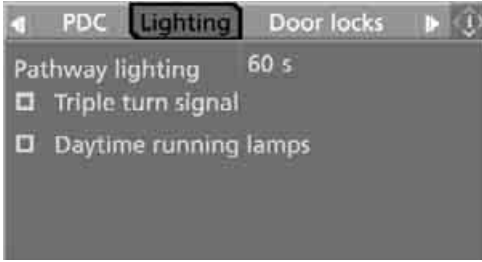 PDC Lighting Door locks
Pathway lighting 60 s
Triple turn signal
Daytime running lamps